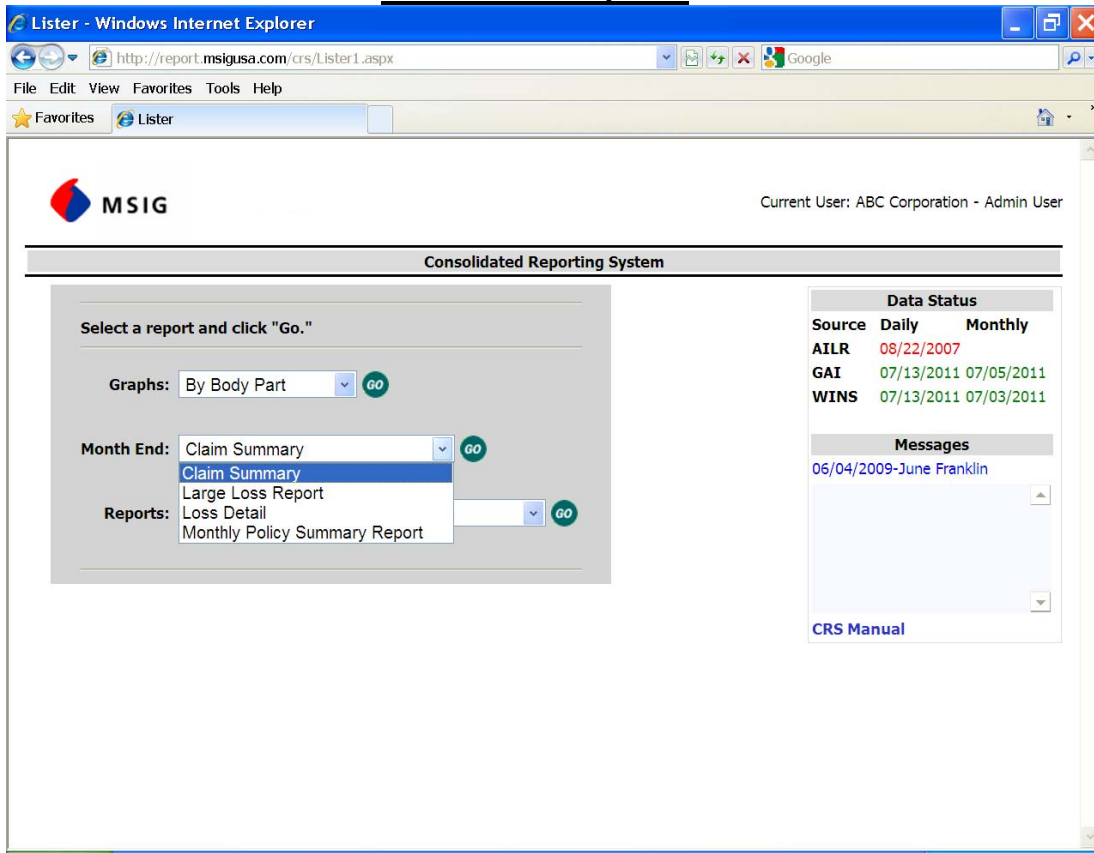 Lister - Windows Internet Explorer
http://report.msigusa.com/crs/Lister1.aspx
Google
File Edit View Favorites Tools Help
Favorites Lister
MSIG
Current User: ABC Corporation - Admin User
Consolidated Reporting System
Select a report and click "Go."
Graphs: By Body Part GO
Month End: Claim Summary GO
Claim Summary
Large Loss Report
Reports: Loss Detail GO
Monthly Policy Summary Report
Data Status
Source Daily Monthly
AILR 08/22/2007
GAI 07/13/2011 07/05/2011
WINS 07/13/2011 07/03/2011
Messages
06/04/2009-June Franklin
CRS Manual